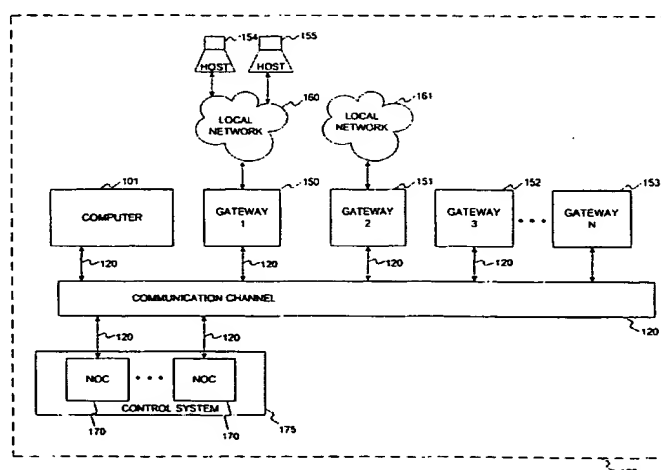 154
155
HOST
HOST
160
161
LOCAL
NETWORK
LOCAL
NETWORK
101
150
151
152
153
COMPUTER
GATEWAY
1
GATEWAY
2
GATEWAY
3
GATEWAY
N
120
120
120
120
COMMUNICATION CHANNEL
120
120
120
NOC
NOC
CONTROL SYSTEM
170
170
175